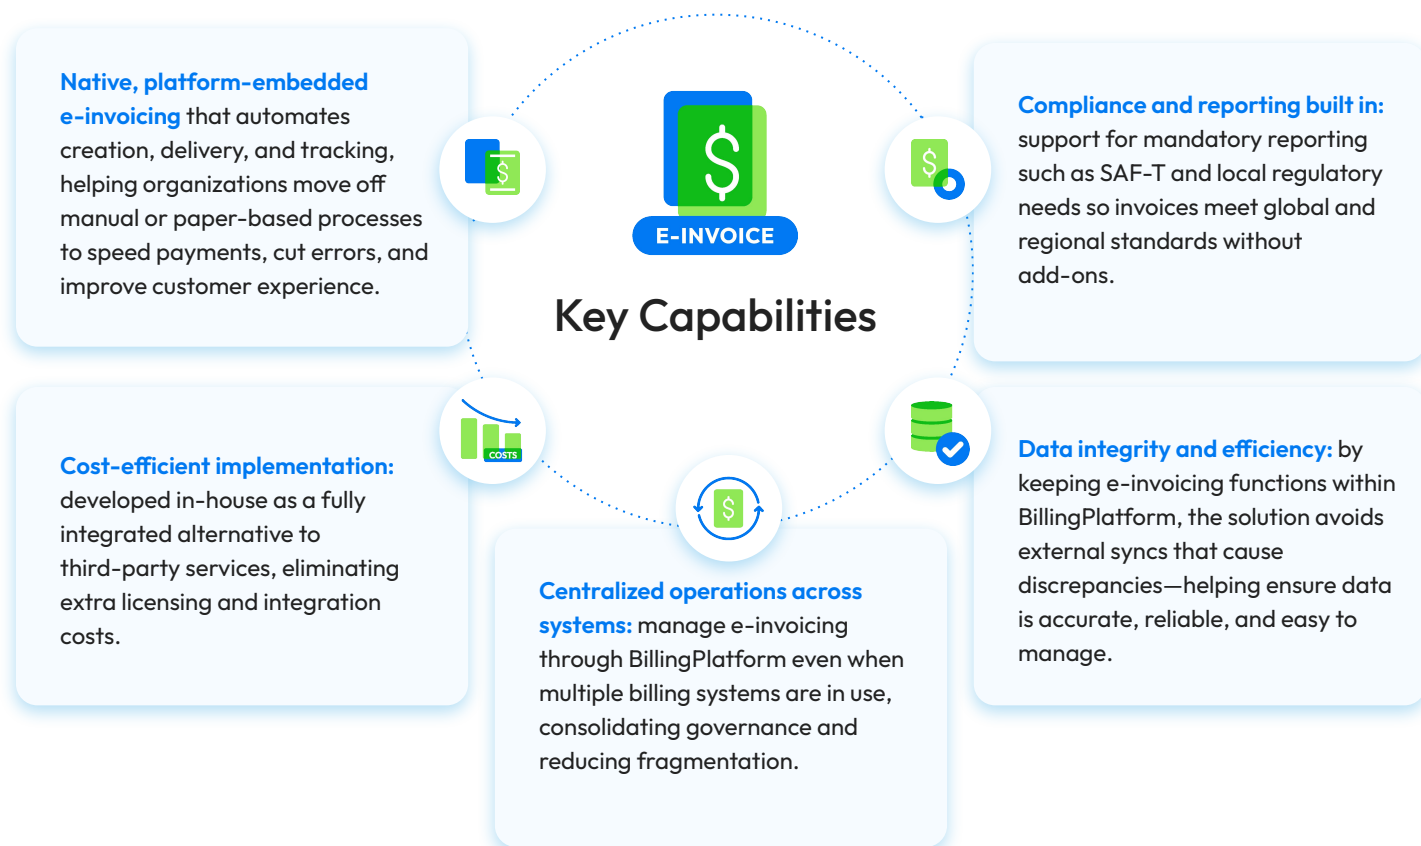 Native, platform-embedded
e-invoicing that automates
creation, delivery, and tracking,
helping organizations move off
manual or paper-based processes
to speed payments, cut errors, and
improve customer experience.
$
$
E-INVOICE
Key Capabilities
$
Compliance and reporting built in:
support for mandatory reporting
such as SAF-T and local regulatory
needs so invoices meet global and
regional standards without
add-ons.
Cost-efficient implementation:
developed in-house as a fully
integrated alternative to
third-party services, eliminating
extra licensing and integration
costs.
COSTS
Data integrity and efficiency: by
keeping e-invoicing functions within
BillingPlatform, the solution avoids
external syncs that cause
discrepancies—helping ensure data
is accurate, reliable, and easy to
manage.
$
Centralized operations across
systems: manage e-invoicing
through BillingPlatform even when
multiple billing systems are in use,
consolidating governance and
reducing fragmentation.